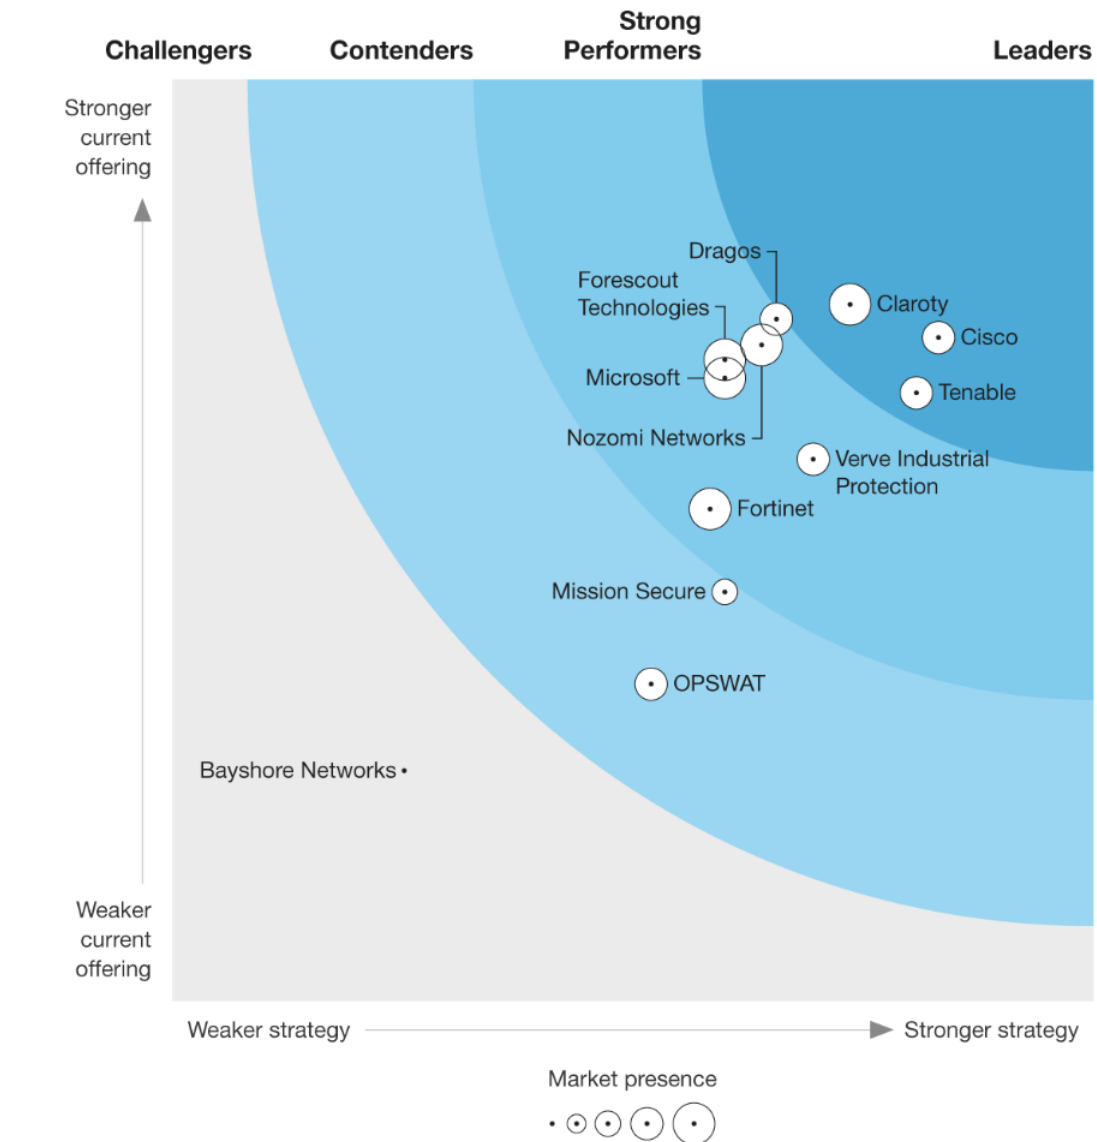 Strong
Challengers
Contenders
Performers
Leaders
Stronger
current
offering
Dragos
Forescout
Technologies
Claroty
Cisco
Microsoft
Tenable
Nozomi Networks
Verve Industrial
Protection
Fortinet
Mission Secure
OPSWAT
Bayshore Networks
Weaker
current
offering
Weaker strategy
Stronger strategy
Market presence